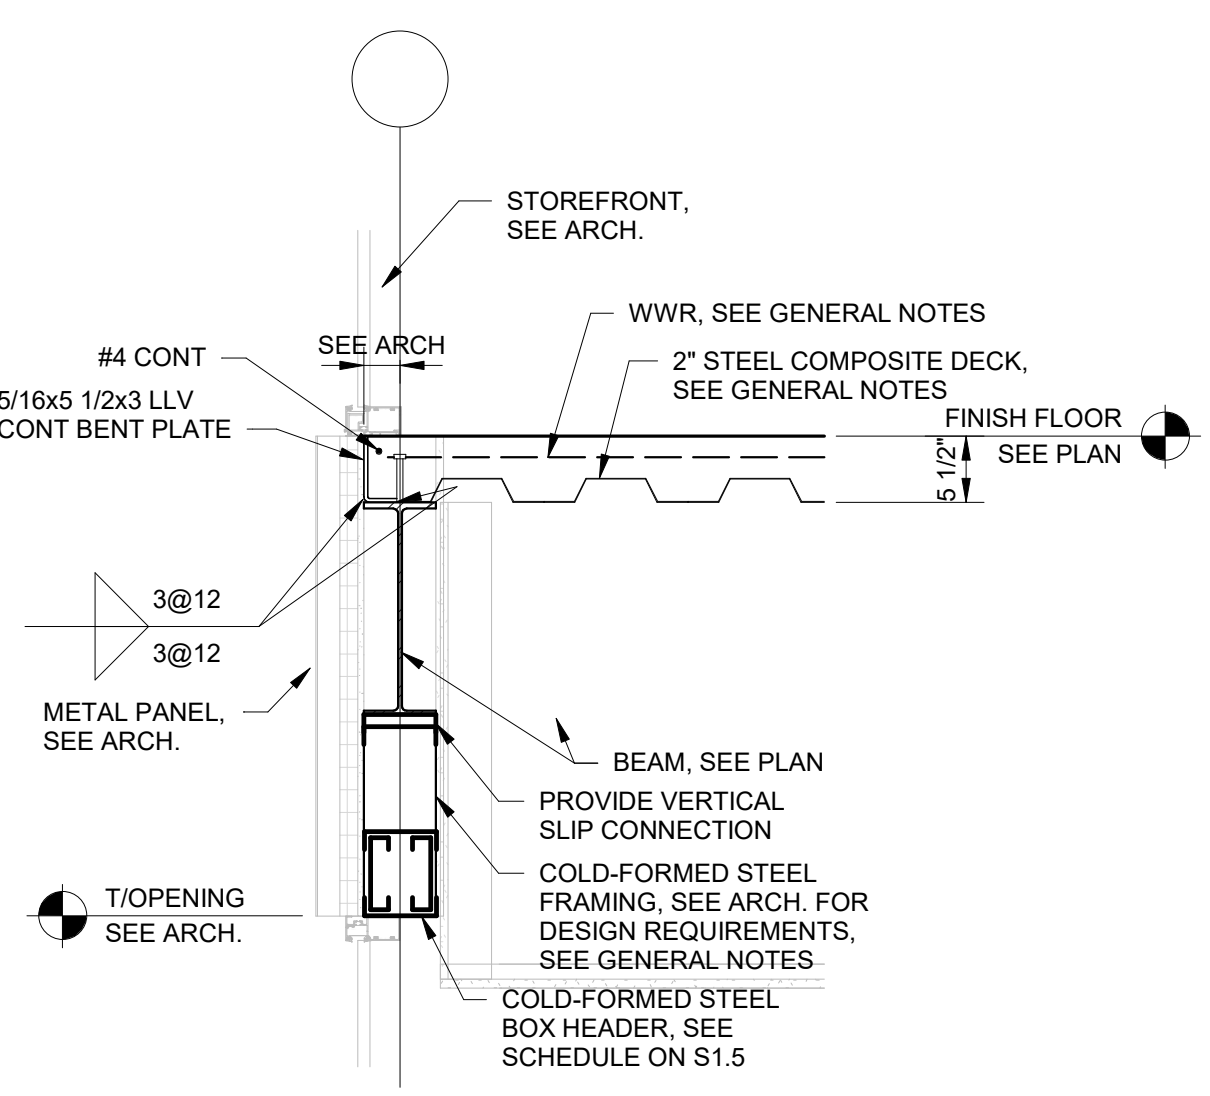 STOREFRONT,
SEE ARCH.
WWR, SEE GENERAL NOTES
SEE ARCH
#4 CONT
2" STEEL COMPOSITE DECK,
SEE GENERAL NOTES
5/16x5 1/2x3 LLV
CONT BENT PLATE
FINISH FLOOR
SEE PLAN
5 1/2"
3@12
3@12
METAL PANEL,
SEE ARCH.
BEAM, SEE PLAN
PROVIDE VERTICAL
SLIP CONNECTION
COLD-FORMED STEEL
FRAMING, SEE ARCH. FOR
DESIGN REQUIREMENTS,
SEE GENERAL NOTES
T/OPENING
SEE ARCH.
COLD-FORMED STEEL
BOX HEADER, SEE
SCHEDULE ON S1.5